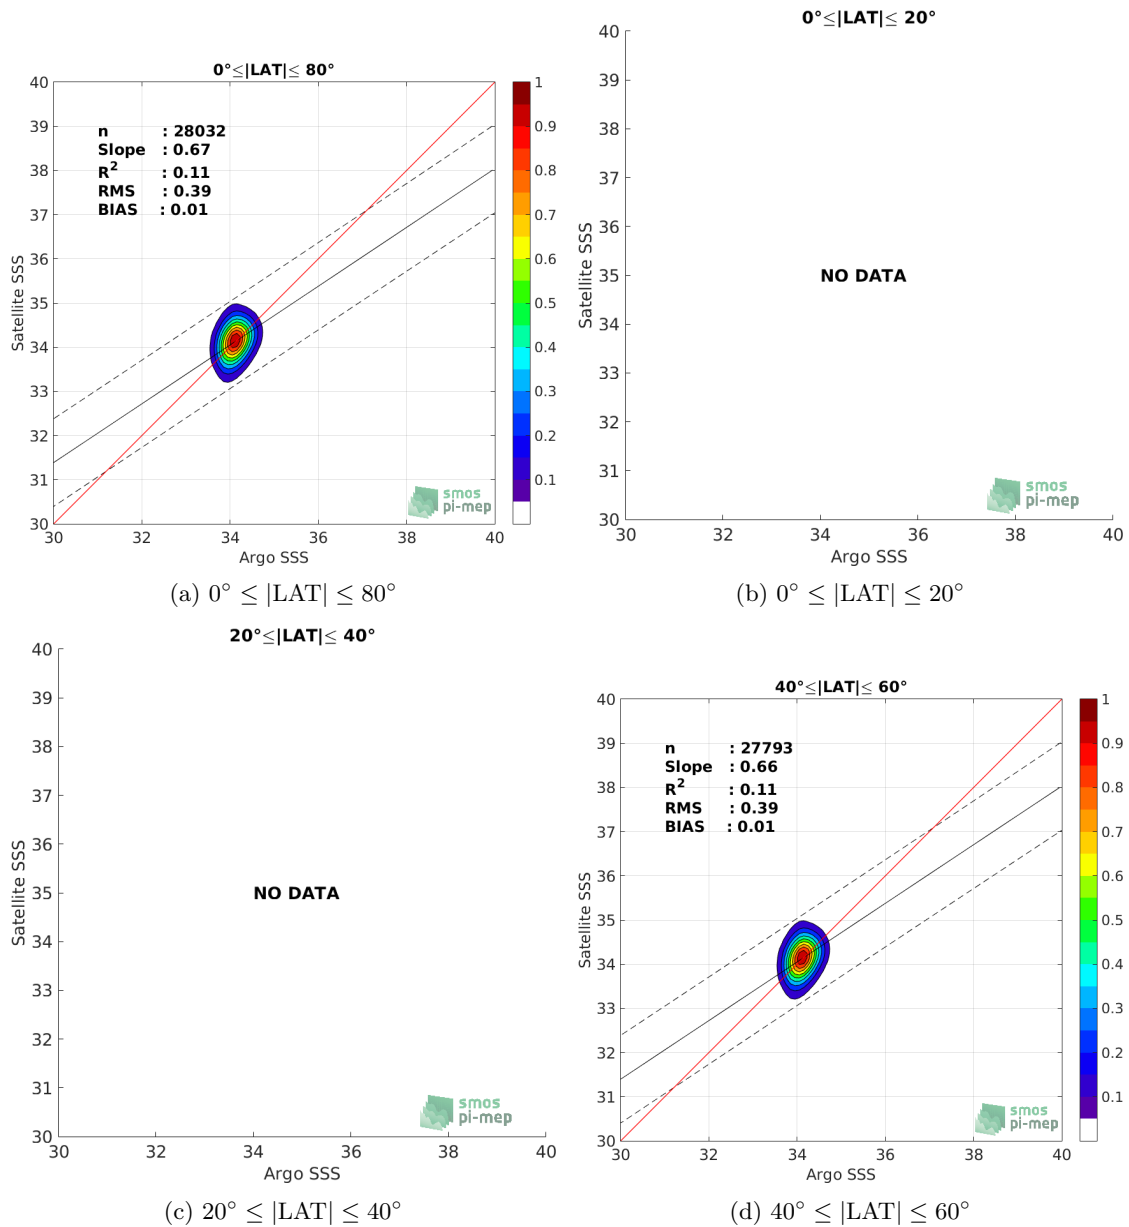 0°≤|LAT|≤ 80°
40
39
38
37
36
35
34
33
32
31
30
Satellite SSS
n : 28032
Slope : 0.67
R² : 0.11
RMS : 0.39
BIAS : 0.01
smos
pi-mep
30 32 34 36 38 40
Argo SSS
1
0.9
0.8
0.7
0.6
0.5
0.4
0.3
0.2
0.1
(a) 0° ≤ |LAT| ≤ 80°
0°≤|LAT|≤ 20°
40
39
38
37
36
35
34
33
32
31
30
Satellite SSS
NO DATA
smos
pi-mep
30 32 34 36 38 40
Argo SSS
(b) 0° ≤ |LAT| ≤ 20°
20°≤|LAT|≤ 40°
40
39
38
37
36
35
34
33
32
31
30
Satellite SSS
NO DATA
smos
pi-mep
30 32 34 36 38 40
Argo SSS
(c) 20° ≤ |LAT| ≤ 40°
40°≤|LAT|≤ 60°
40
39
38
37
36
35
34
33
32
31
30
Satellite SSS
n : 27793
Slope : 0.66
R² : 0.11
RMS : 0.39
BIAS : 0.01
smos
pi-mep
30 32 34 36 38 40
Argo SSS
1
0.9
0.8
0.7
0.6
0.5
0.4
0.3
0.2
0.1
(d) 40° ≤ |LAT| ≤ 60°